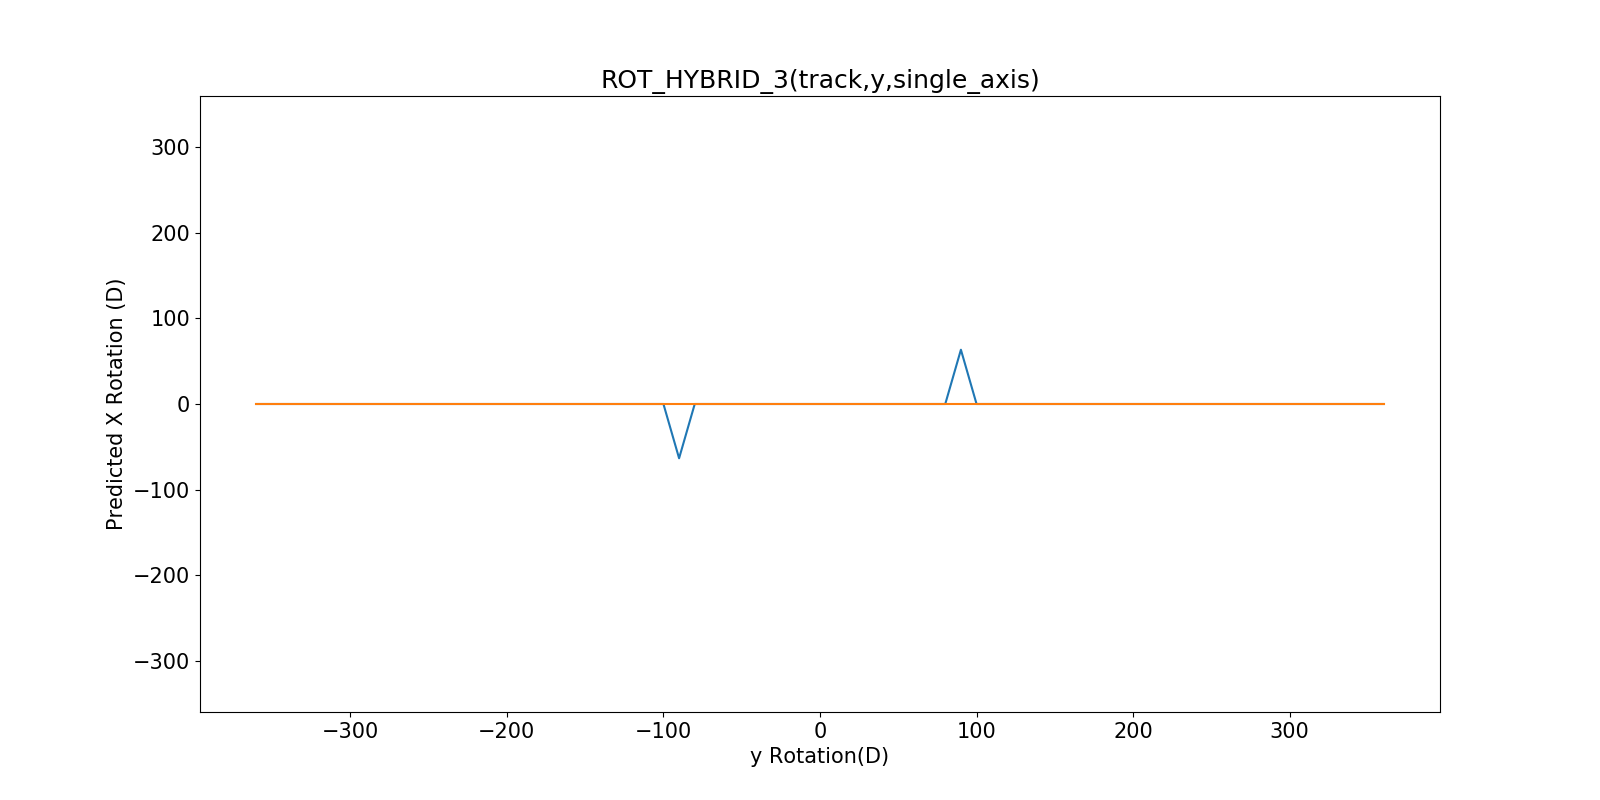 ROT_HYBRID_3(track,y,single_axis)
Predicted X Rotation (D)
300
200
100
0
−100
−200
−300
−300 −200 −100 0 100 200 300
y Rotation(D)